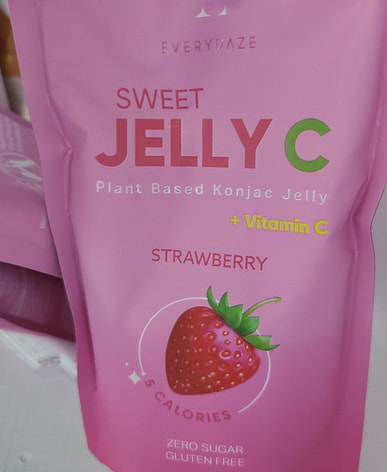 EVERYDAZE
SWEET
JELLY C
Plant Based Konjac Jelly
+ Vitamin C
STRAWBERRY
5 CALORIES
ZERO SUGAR
GLUTEN FREE